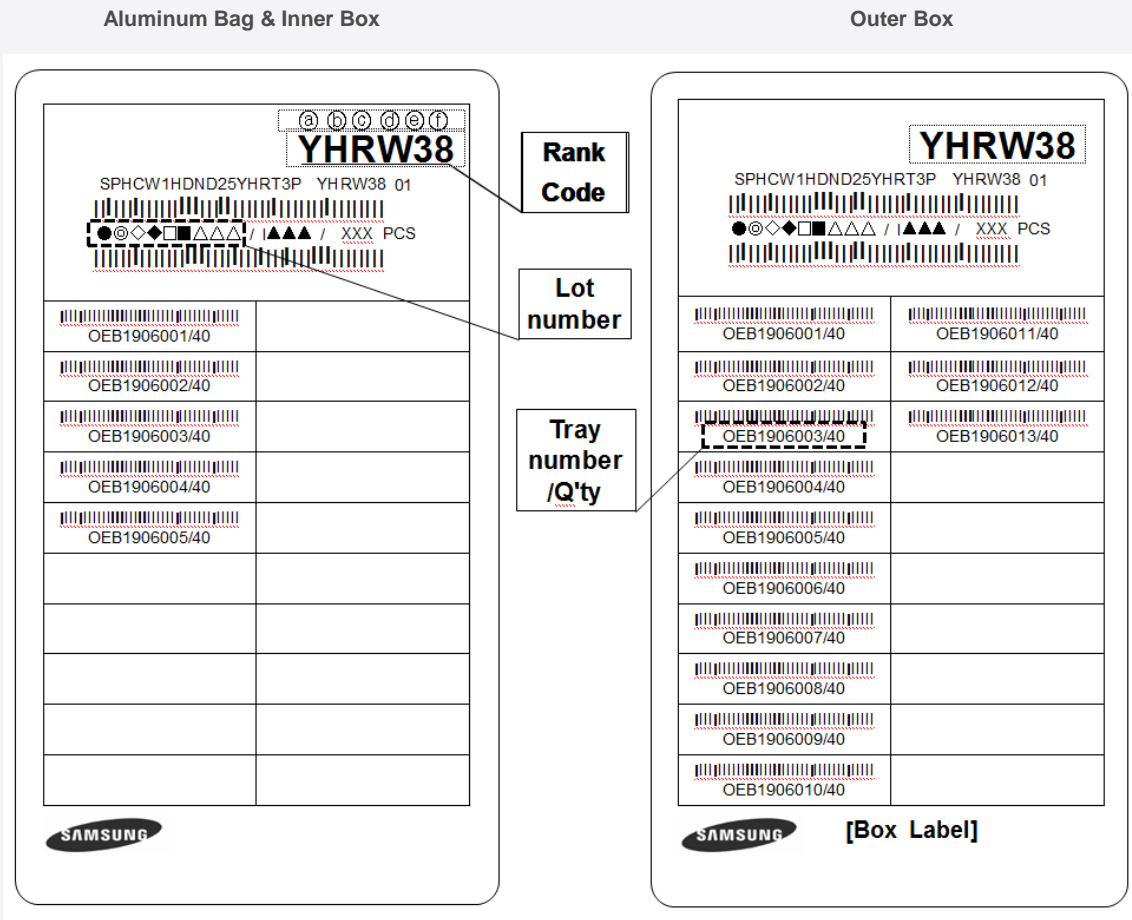 Aluminum Bag & Inner Box
ⓐ ⓑ ⓒ ⓓ ⓔ ⓕ
YHRW38
SPHCW1HDND25YHRT3P YHRW38 01
●◎◇◆□■△△△ / I▲▲▲ / XXX PCS
OEB1906001/40
OEB1906002/40
OEB1906003/40
OEB1906004/40
OEB1906005/40
SAMSUNG
Rank
Code
Lot
number
Tray
number
/Q'ty
Outer Box
YHRW38
SPHCW1HDND25YHRT3P YHRW38 01
●◎◇◆□■△△△ / I▲▲▲ / XXX PCS
OEB1906001/40 OEB1906011/40
OEB1906002/40 OEB1906012/40
OEB1906003/40 OEB1906013/40
OEB1906004/40
OEB1906005/40
OEB1906006/40
OEB1906007/40
OEB1906008/40
OEB1906009/40
OEB19060010/40
SAMSUNG [Box Label]